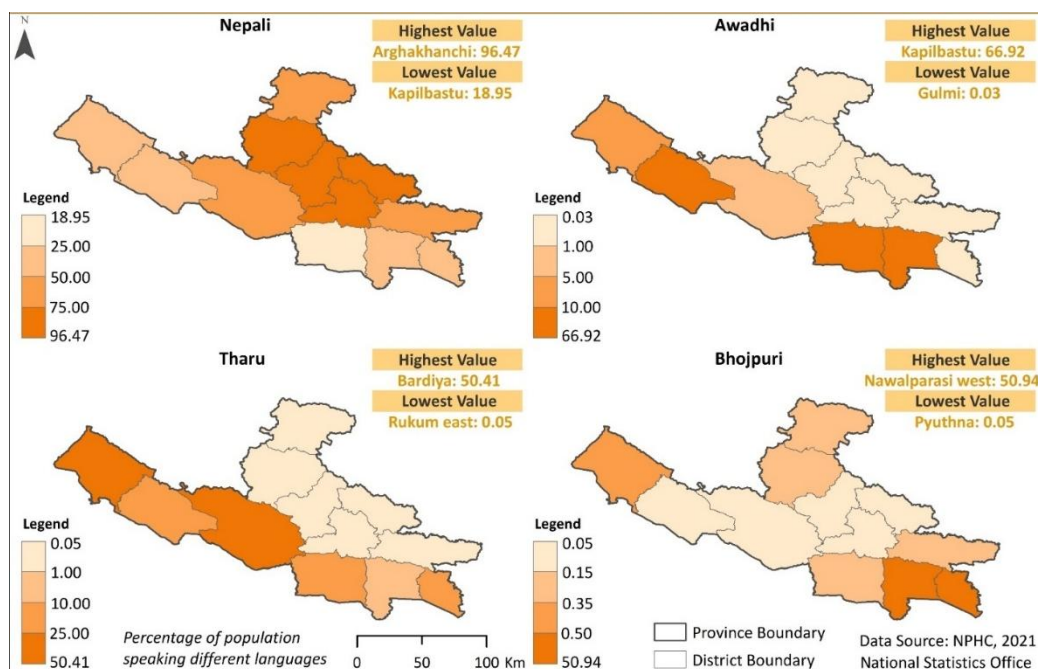 N
Nepali
Highest Value
Arghakhanchi: 96.47
Lowest Value
Kapilbastu: 18.95
Legend
18.95
25.00
50.00
75.00
96.47
Awadhi
Highest Value
Kapilbastu: 66.92
Lowest Value
Gulmi: 0.03
Legend
0.03
1.00
5.00
10.00
66.92
Tharu
Highest Value
Bardiya: 50.41
Lowest Value
Rukum east: 0.05
Legend
0.05
1.00
10.00
25.00
50.41
Percentage of population
speaking different languages
0 50 100 Km
Bhojpuri
Highest Value
Nawalparasi west: 50.94
Lowest Value
Pyuthna: 0.05
Legend
0.05
0.15
0.35
0.50
50.94
Province Boundary
District Boundary
Data Source: NPHC, 2021
National Statistics Office